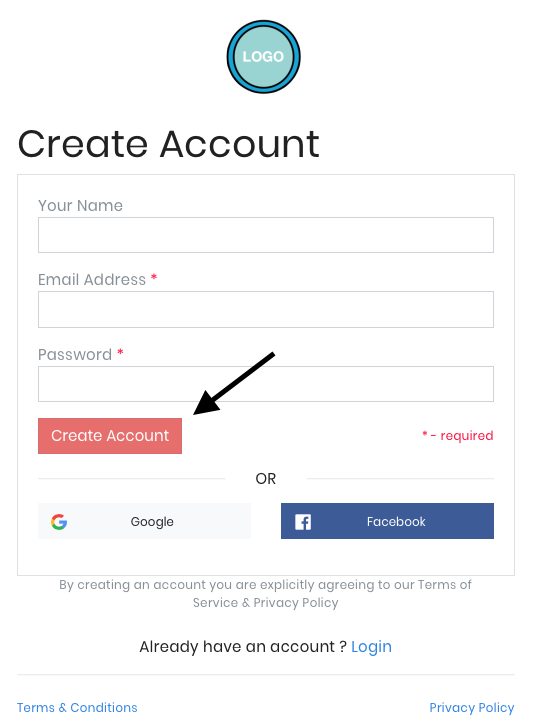 LOGO
Create Account
Your Name
Email Address *
Password *
Create Account
* - required
OR
Google
Facebook
By creating an account you are explicitly agreeing to our Terms of
Service & Privacy Policy
Already have an account ? Login
Terms & Conditions
Privacy Policy